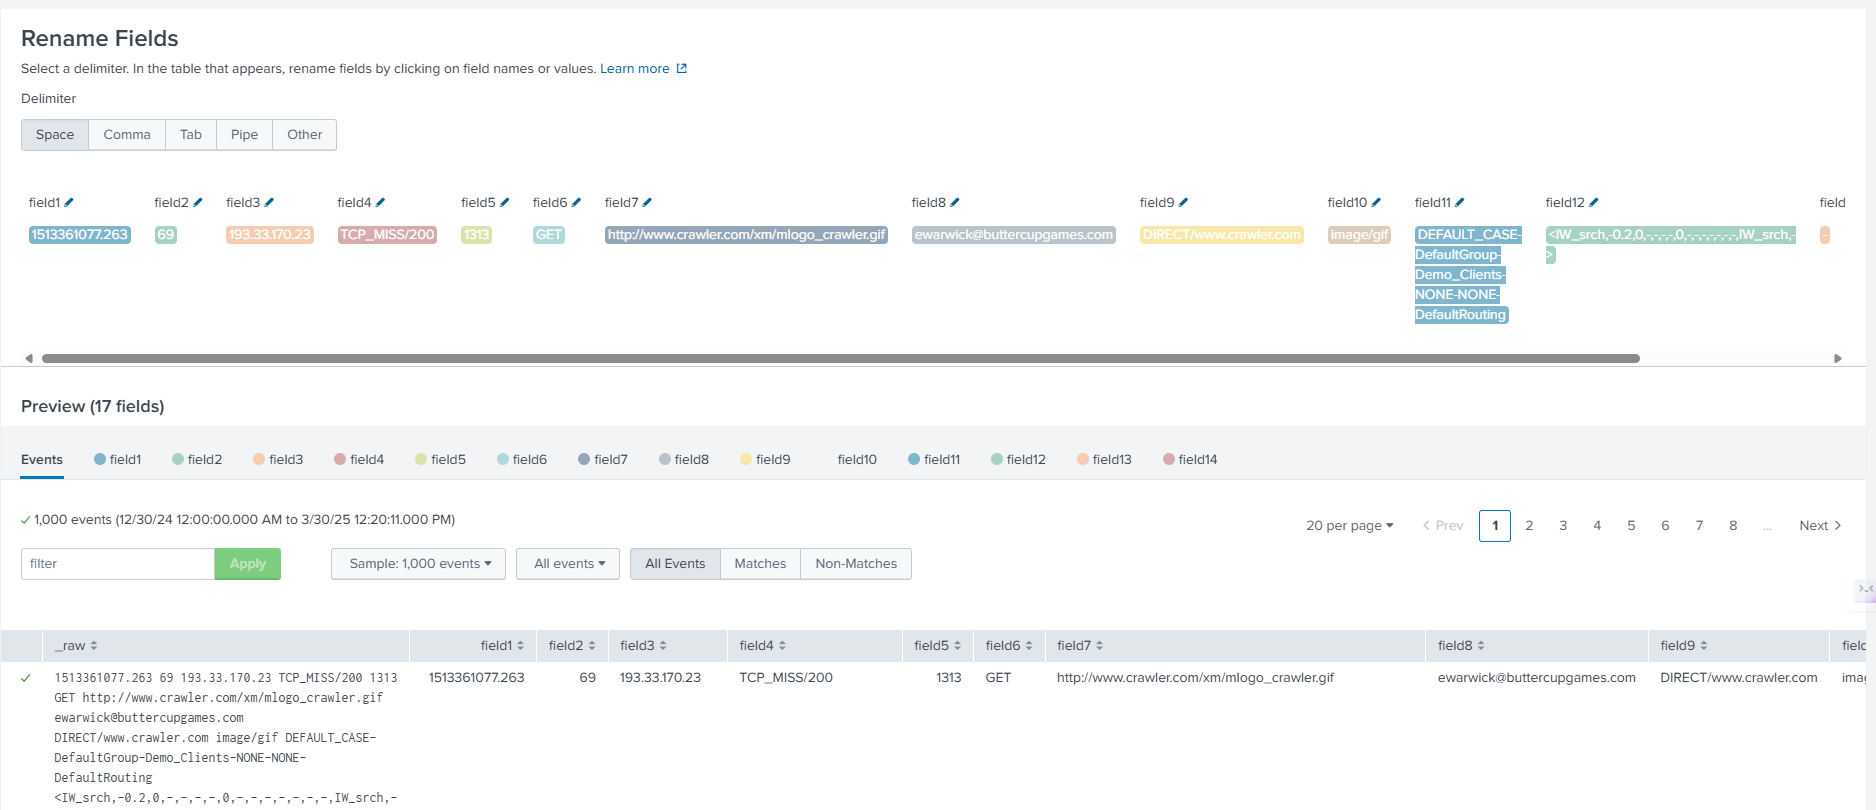 Rename Fields
Select a delimiter. In the table that appears, rename fields by clicking on field names or values. Learn more
Delimiter
Space Comma Tab Pipe Other
field1 field2 field3 field4 field5 field6 field7 field8 field9 field10 field11 field12 field
1513361077.263 69 193.33.170.23 TCP_MISS/200 1313 GET http://www.crawler.com/xm/mlogo_crawler.gif ewarwick@buttercupgames.com DIRECT/www.crawler.com image/gif DEFAULT_CASE- <IW_srch,-0.2,0,-,-,-,-,0,-,-,-,-,-,-,-,IW_srch,- -
DefaultGroup- >
Demo_Clients-
NONE-NONE-
DefaultRouting
Preview (17 fields)
Events field1 field2 field3 field4 field5 field6 field7 field8 field9 field10 field11 field12 field13 field14
1,000 events (12/30/24 12:00:00.000 AM to 3/30/25 12:20:11.000 PM)
20 per page < Prev 1 2 3 4 5 6 7 8 ... Next >
filter Apply Sample: 1,000 events All events All Events Matches Non-Matches
_raw field1 field2 field3 field4 field5 field6 field7 field8 field9 field
1513361077.263 69 193.33.170.23 TCP_MISS/200 1313 1513361077.263 69 193.33.170.23 TCP_MISS/200 1313 GET http://www.crawler.com/xm/mlogo_crawler.gif ewarwick@buttercupgames.com DIRECT/www.crawler.com imag
GET http://www.crawler.com/xm/mlogo_crawler.gif
ewarwick@buttercupgames.com
DIRECT/www.crawler.com image/gif DEFAULT_CASE-
DefaultGroup-Demo_Clients-NONE-NONE-
DefaultRouting
<IW_srch,-0.2,0,-,-,-,-,0,-,-,-,-,-,-,-,IW_srch,-